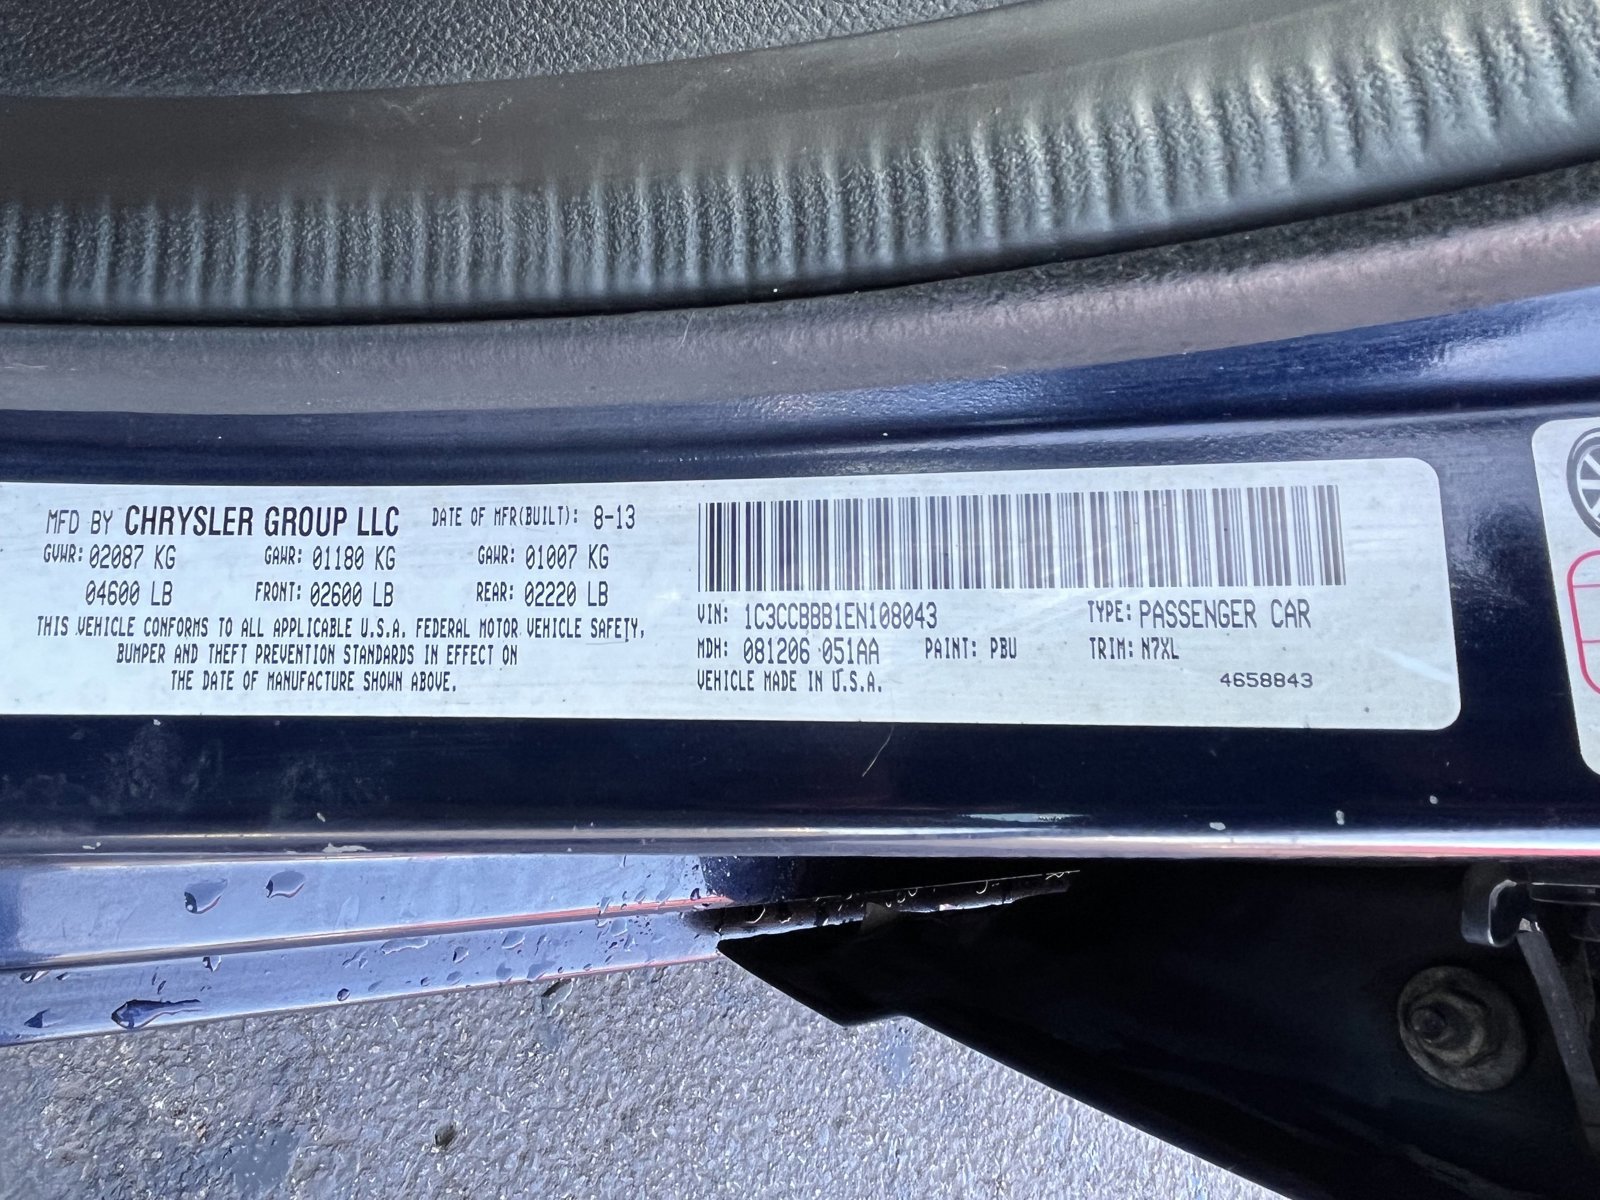 MFD BY CHRYSLER GROUP LLC DATE OF MFR(BUILT): 8-13
GVWR: 02087 KG GAWR: 01180 KG GAWR: 01007 KG
04600 LB FRONT: 02600 LB REAR: 02220 LB
THIS VEHICLE CONFORMS TO ALL APPLICABLE U.S.A. FEDERAL MOTOR VEHICLE SAFETY,
BUMPER AND THEFT PREVENTION STANDARDS IN EFFECT ON
THE DATE OF MANUFACTURE SHOWN ABOVE.
VIN: 1C3CCBBB1EN108043 TYPE: PASSENGER CAR
MDH: 081206 051AA PAINT: PBU TRIM: N7XL
VEHICLE MADE IN U.S.A. 4658843